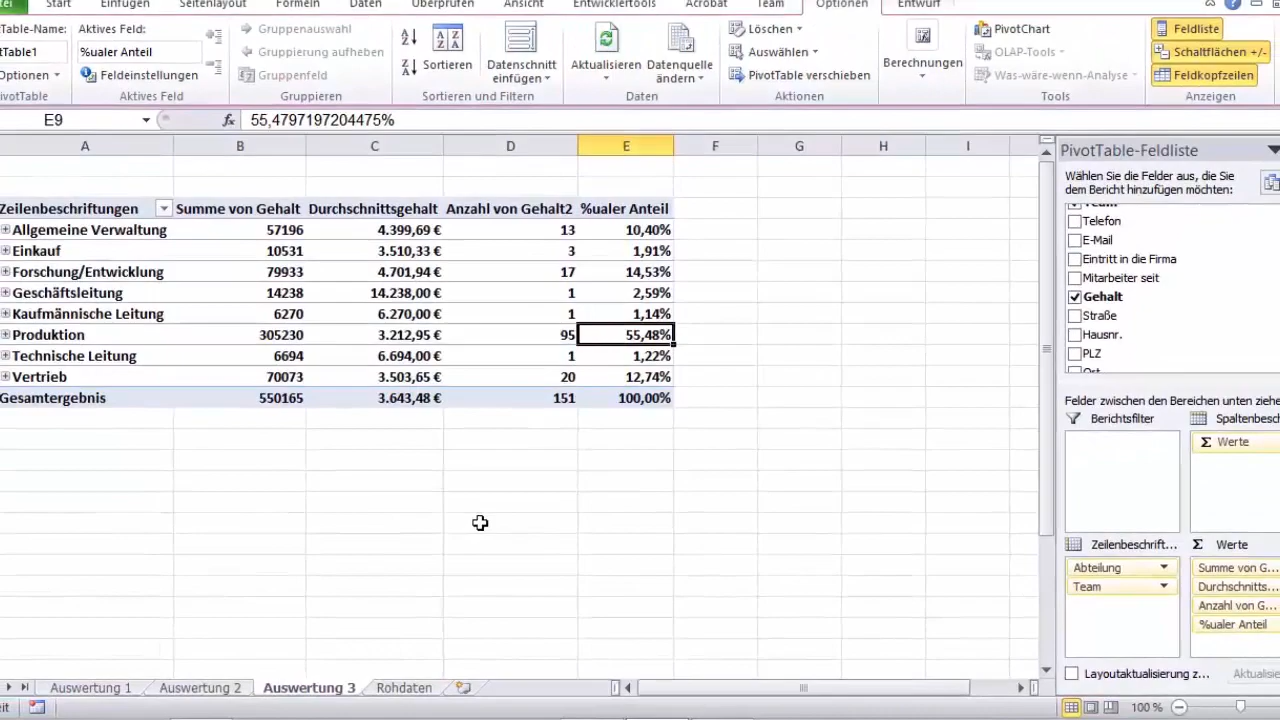 tei Start Einfügen Seitenlayout Formeln Daten Überprüfen Ansicht Entwicklertools Acrobat Team Optionen Entwurf
Table-Name: Aktives Feld: Gruppenauswahl Löschen PivotChart Feldliste
tTable1 %ualer Anteil Gruppierung aufheben Sortieren Datenschnitt einfügen Aktualisieren Datenquelle ändern Auswählen Berechnungen OLAP-Tools Schaltflächen +/-
Optionen Feldeinstellungen Gruppenfeld PivotTable verschieben Was-wäre-wenn-Analyse Feldkopfzeilen
ivotTable Aktives Feld Gruppieren Sortieren und Filtern Daten Aktionen Tools Anzeigen
E9 fx 55,4797197204475%
A B C D E F G H I
Zeilenbeschriftungen Summe von Gehalt Durchschnittsgehalt Anzahl von Gehalt2 %ualer Anteil
Allgemeine Verwaltung 57196 4.399,69 € 13 10,40%
Einkauf 10531 3.510,33 € 3 1,91%
Forschung/Entwicklung 79933 4.701,94 € 17 14,53%
Geschäftsleitung 14238 14.238,00 € 1 2,59%
Kaufmännische Leitung 6270 6.270,00 € 1 1,14%
Produktion 305230 3.212,95 € 95 55,48%
Technische Leitung 6694 6.694,00 € 1 1,22%
Vertrieb 70073 3.503,65 € 20 12,74%
Gesamtergebnis 550165 3.643,48 € 151 100,00%
PivotTable-Feldliste
Wählen Sie die Felder aus, die Sie
dem Bericht hinzufügen möchten:
Team
Telefon
E-Mail
Eintritt in die Firma
Mitarbeiter seit
Gehalt
Straße
Hausnr.
PLZ
Ort
Felder zwischen den Bereichen unten ziehe
Berichtsfilter Spaltenbesch
Σ Werte
Zeilenbeschrift... Σ Werte
Abteilung Summe von G...
Team Durchschnitts...
Anzahl von G...
%ualer Anteil
Layoutaktualisierung z... Aktualisie
Auswertung 1 Auswertung 2 Auswertung 3 Rohdaten
eit 100 %